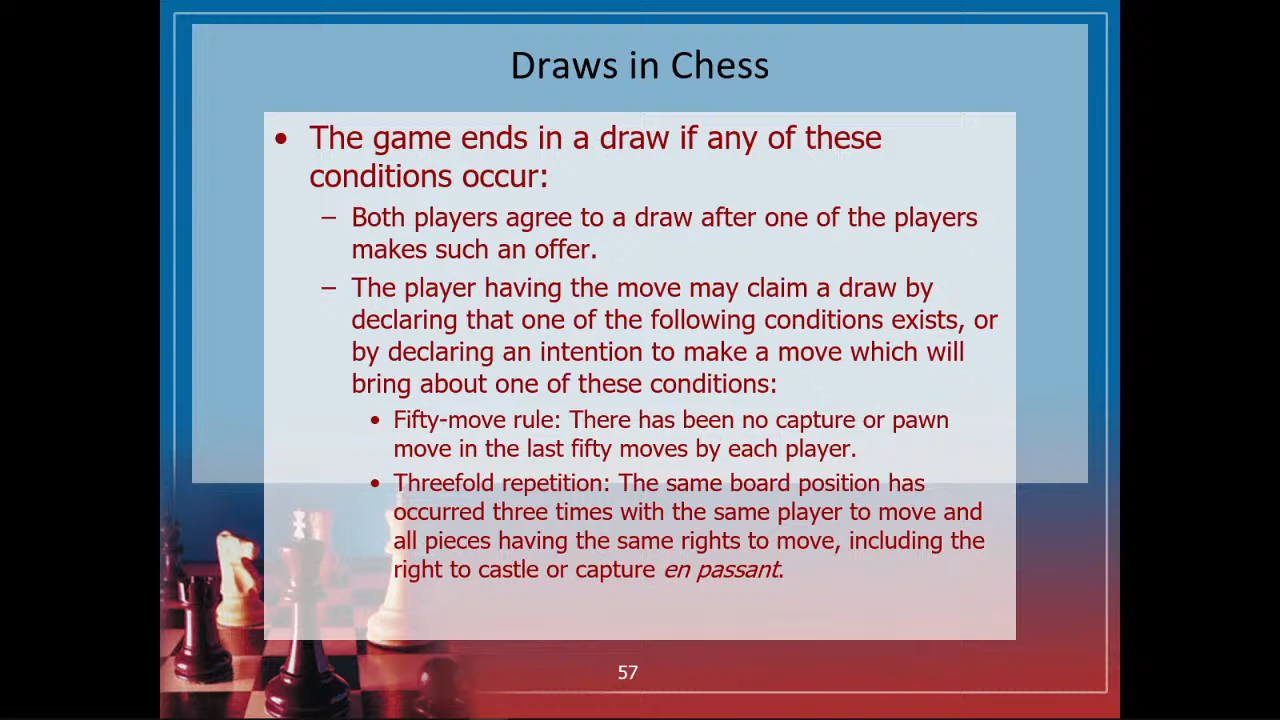 Draws in Chess
• The game ends in a draw if any of these
conditions occur:
– Both players agree to a draw after one of the players
makes such an offer.
– The player having the move may claim a draw by
declaring that one of the following conditions exists, or
by declaring an intention to make a move which will
bring about one of these conditions:
• Fifty-move rule: There has been no capture or pawn
move in the last fifty moves by each player.
• Threefold repetition: The same board position has
occurred three times with the same player to move and
all pieces having the same rights to move, including the
right to castle or capture en passant.
57